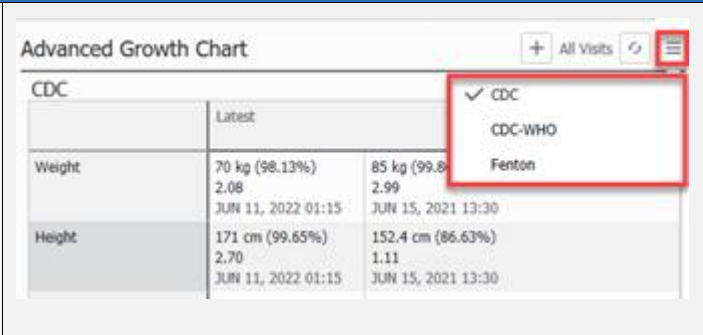 Advanced Growth Chart
+ All Visits
CDC
✓ CDC
CDC-WHO
Fenton
Latest
Weight
70 kg (98.13%)
2.08
JUN 11, 2022 01:15
85 kg (99.8
2.99
JUN 15, 2021 13:30
Height
171 cm (99.65%)
2.70
JUN 11, 2022 01:15
152.4 cm (86.63%)
1.11
JUN 15, 2021 13:30